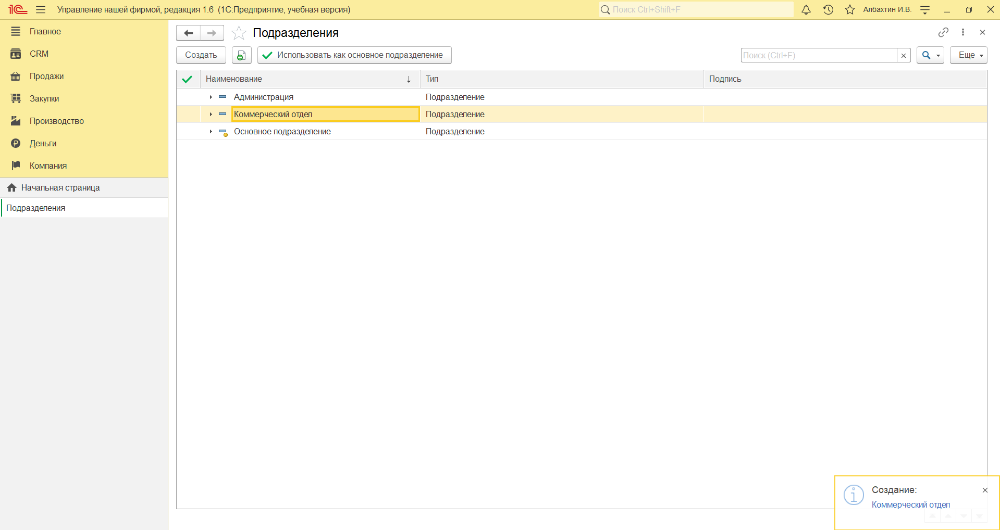 1С Управление нашей фирмой, редакция 1.6 (1С:Предприятие, учебная версия) Поиск Ctrl+Shift+F Албахтин И.В.
Главное
CRM
Продажи
Закупки
Производство
Деньги
Компания
Начальная страница
Подразделения
Подразделения
Создать Использовать как основное подразделение Поиск (Ctrl+F) Еще
Наименование Тип Подпись
Администрация Подразделение
Коммерческий отдел Подразделение
Основное подразделение Подразделение
Создание:
Коммерческий отдел